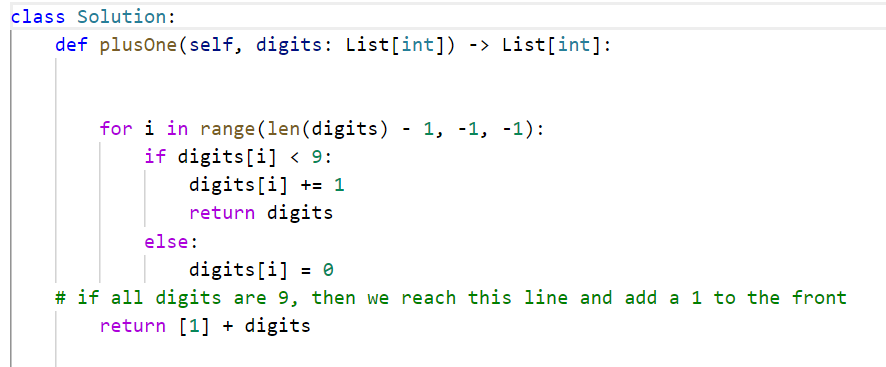 class Solution:
    def plusOne(self, digits: List[int]) -> List[int]:
        for i in range(len(digits) - 1, -1, -1):
            if digits[i] < 9:
                digits[i] += 1
                return digits
            else:
                digits[i] = 0
    # if all digits are 9, then we reach this line and add a 1 to the front
        return [1] + digits